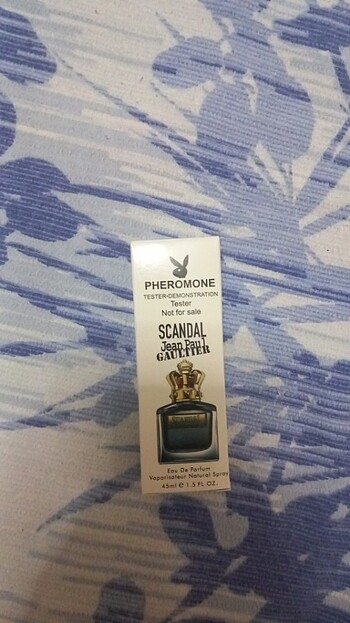 PHEROMONE
TESTER-DEMONSTRATION
Tester
Not for sale
SCANDAL
Jean Paul
GAULTIER
SCANDAL
Eau De Parfum
Vaporisateur Natural Spray
45ml e 1.5 FL.OZ.